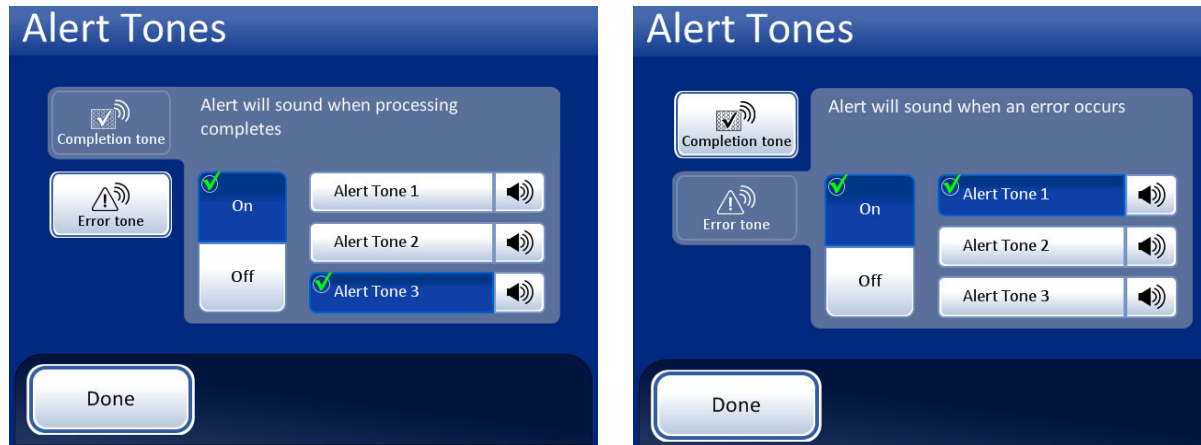 Alert Tones
Completion tone
Alert will sound when processing
completes
Error tone
On
Off
Alert Tone 1
Alert Tone 2
Alert Tone 3
Done
Alert Tones
Completion tone
Alert will sound when an error occurs
Error tone
On
Off
Alert Tone 1
Alert Tone 2
Alert Tone 3
Done